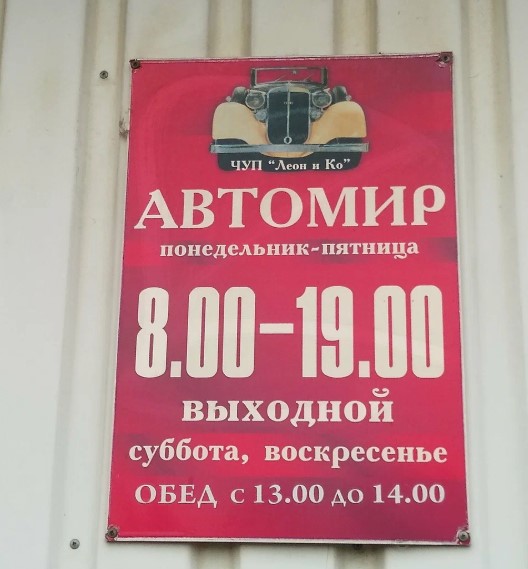 ЧУП "Леон и Ко"
АВТОМИР
понедельник-пятница
8.00-19.00
выходной
суббота, воскресенье
ОБЕД с 13.00 до 14.00